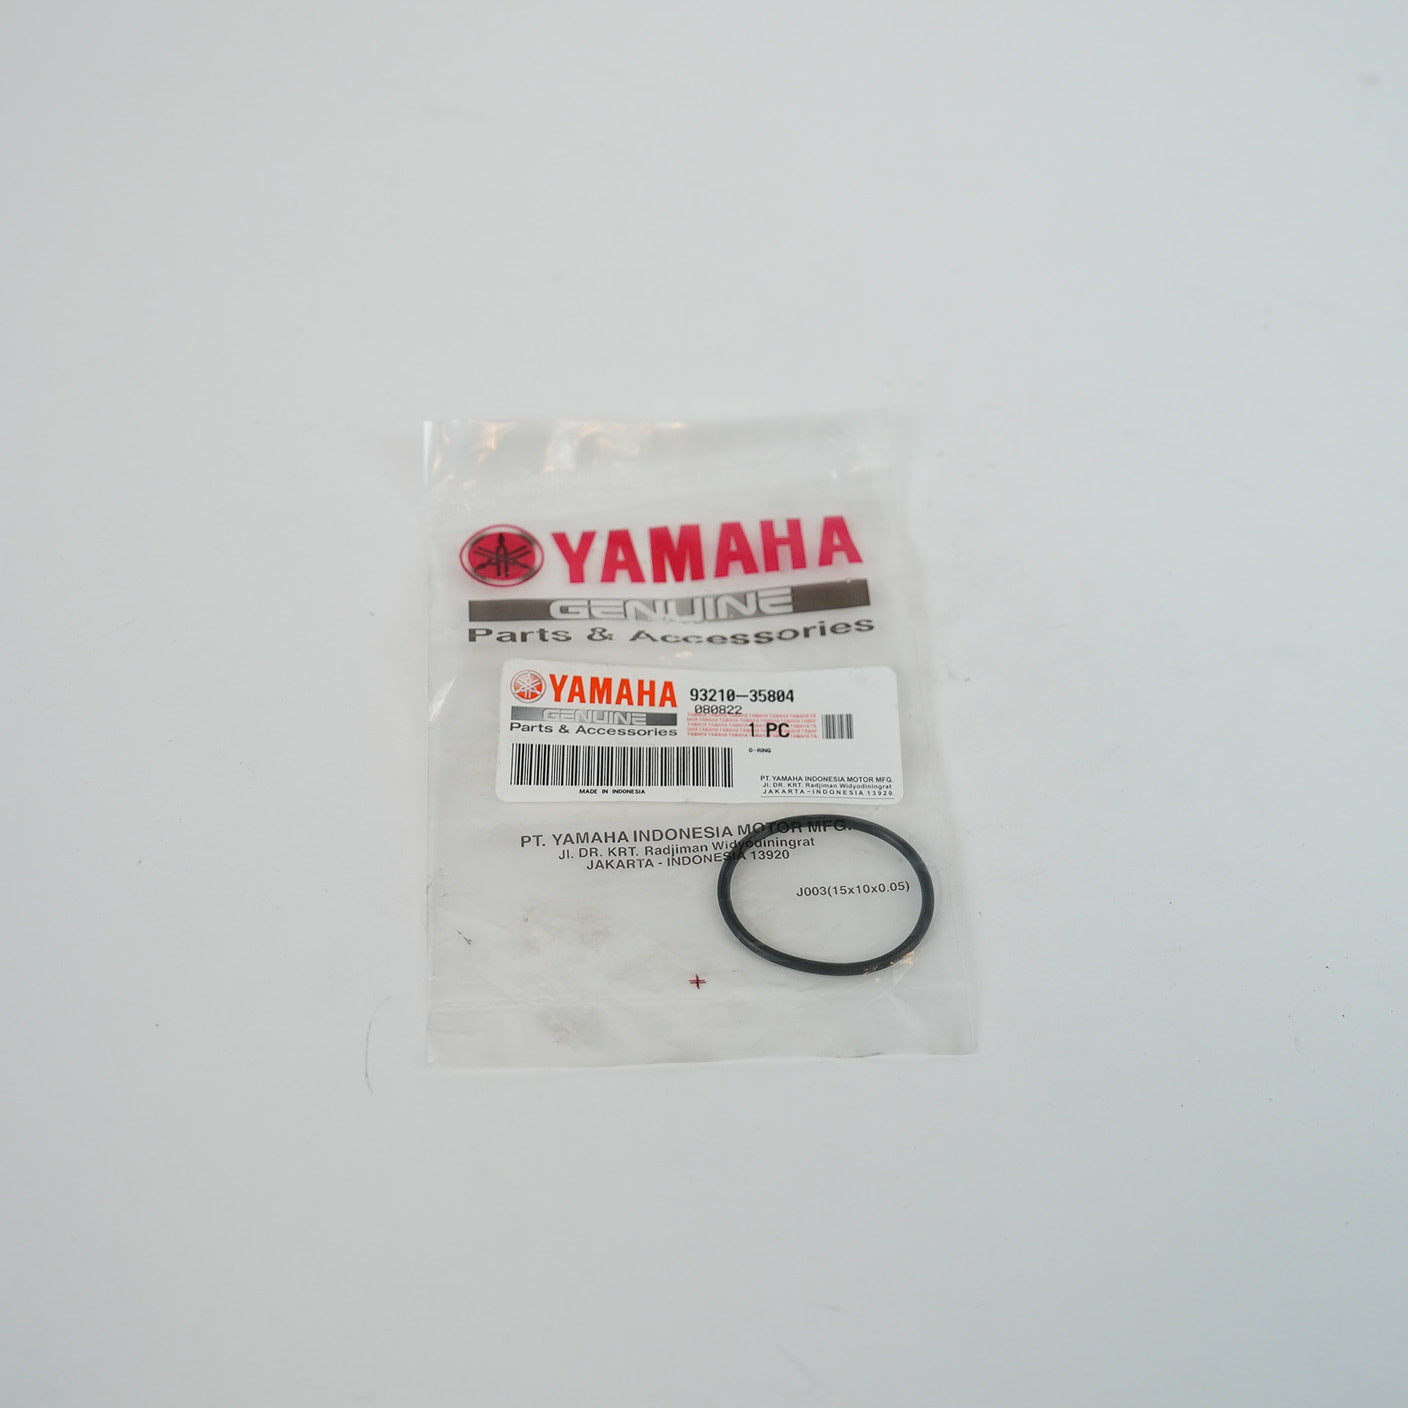 YAMAHA
GENUINE
Parts & Accessories
YAMAHA 93210-35804
GENUINE 080822
Parts & Accessories 1 PC
O-RING
MADE IN INDONESIA
PT. YAMAHA INDONESIA MOTOR MFG.
Jl. DR. KRT. Radjiman Widyodiningrat
JAKARTA - INDONESIA 13920
PT. YAMAHA INDONESIA MOTOR MFG.
Jl. DR. KRT. Radjiman Widyodiningrat
JAKARTA - INDONESIA 13920
J003(15x10x0.05)